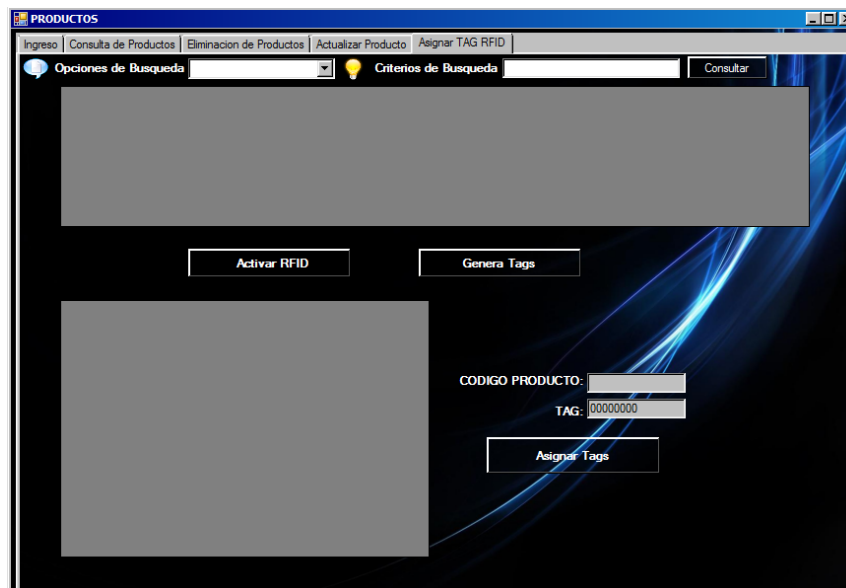 PRODUCTOS
Ingreso Consulta de Productos Eliminacion de Productos Actualizar Producto Asignar TAG RFID
Opciones de Busqueda Criterios de Busqueda Consultar
Activar RFID Genera Tags
CODIGO PRODUCTO:
TAG: 00000000
Asignar Tags